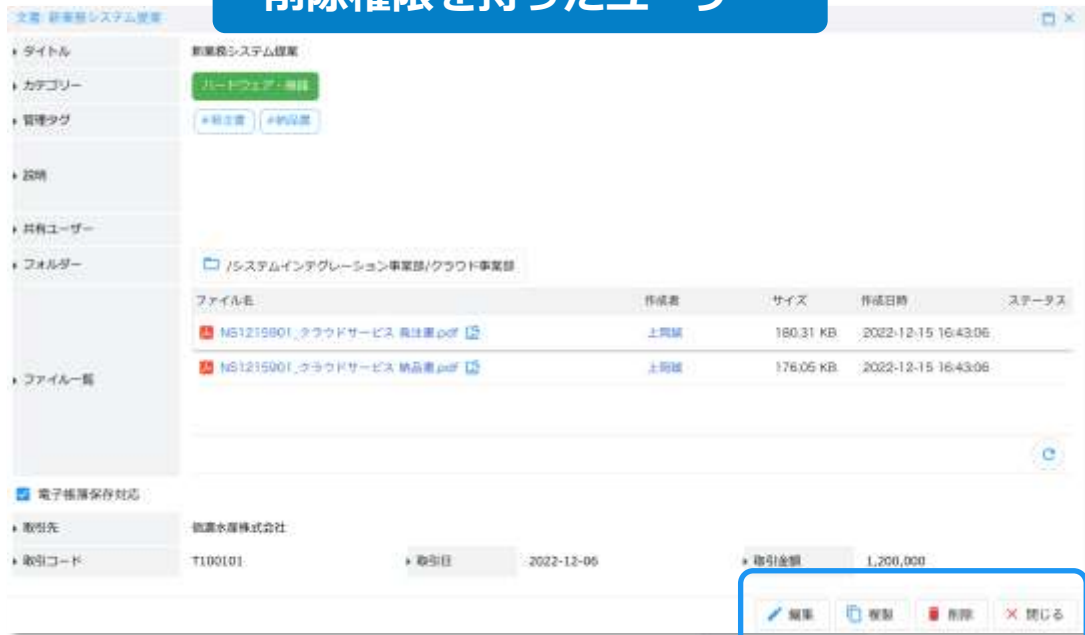 削除権限を持ったユーザー
文書: 新業務システム提案
タイトル 新業務システム提案
カテゴリー ハードウェア・機器
管理タグ #発注書 #納品書
説明
共有ユーザー
フォルダー /システムインテグレーション事業部/クラウド事業部
ファイル名 作成者 サイズ 作成日時 ステータス
NS1215901_クラウドサービス 発注書.pdf 180.31 KB 2022-12-15 16:43:06
ファイル一覧
NS1215901_クラウドサービス 納品書.pdf 176.05 KB 2022-12-15 16:43:06
電子帳簿保存対応
取引先 信濃水産株式会社
取引コード T100101 取引日 2022-12-06 取引金額 1,200,000
編集 複製 削除 閉じる